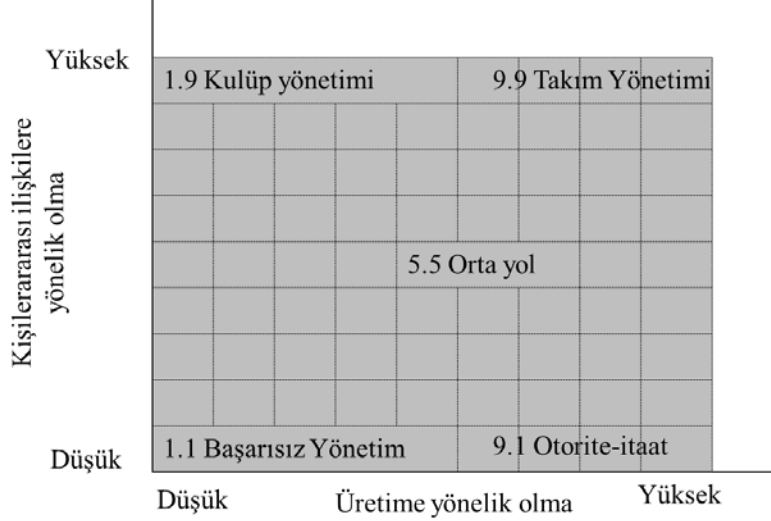 Yüksek
1.9 Kulüp yönetimi
9.9 Takım Yönetimi
Kişilerararası ilişkilere
yönelik olma
5.5 Orta yol
1.1 Başarısız Yönetim
9.1 Otorite-itaat
Düşük
Düşük
Üretime yönelik olma
Yüksek